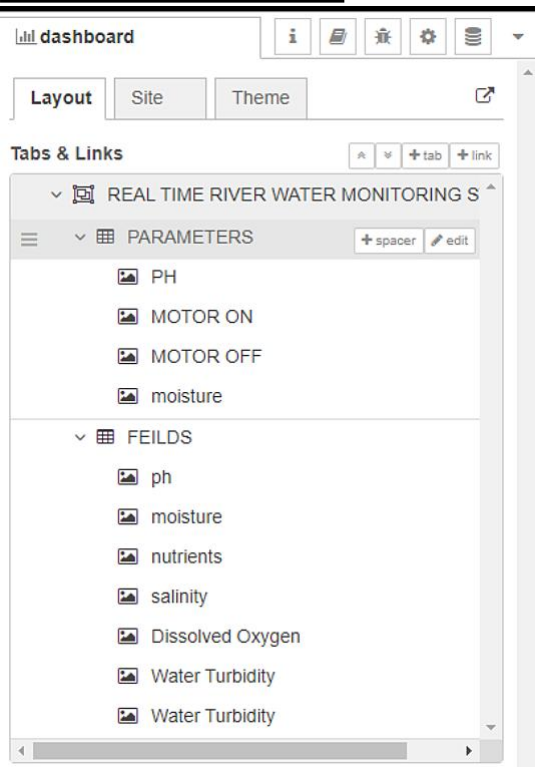 dashboard
Layout Site Theme
Tabs & Links +tab +link
REAL TIME RIVER WATER MONITORING S
PARAMETERS +spacer edit
PH
MOTOR ON
MOTOR OFF
moisture
FEILDS
ph
moisture
nutrients
salinity
Dissolved Oxygen
Water Turbidity
Water Turbidity